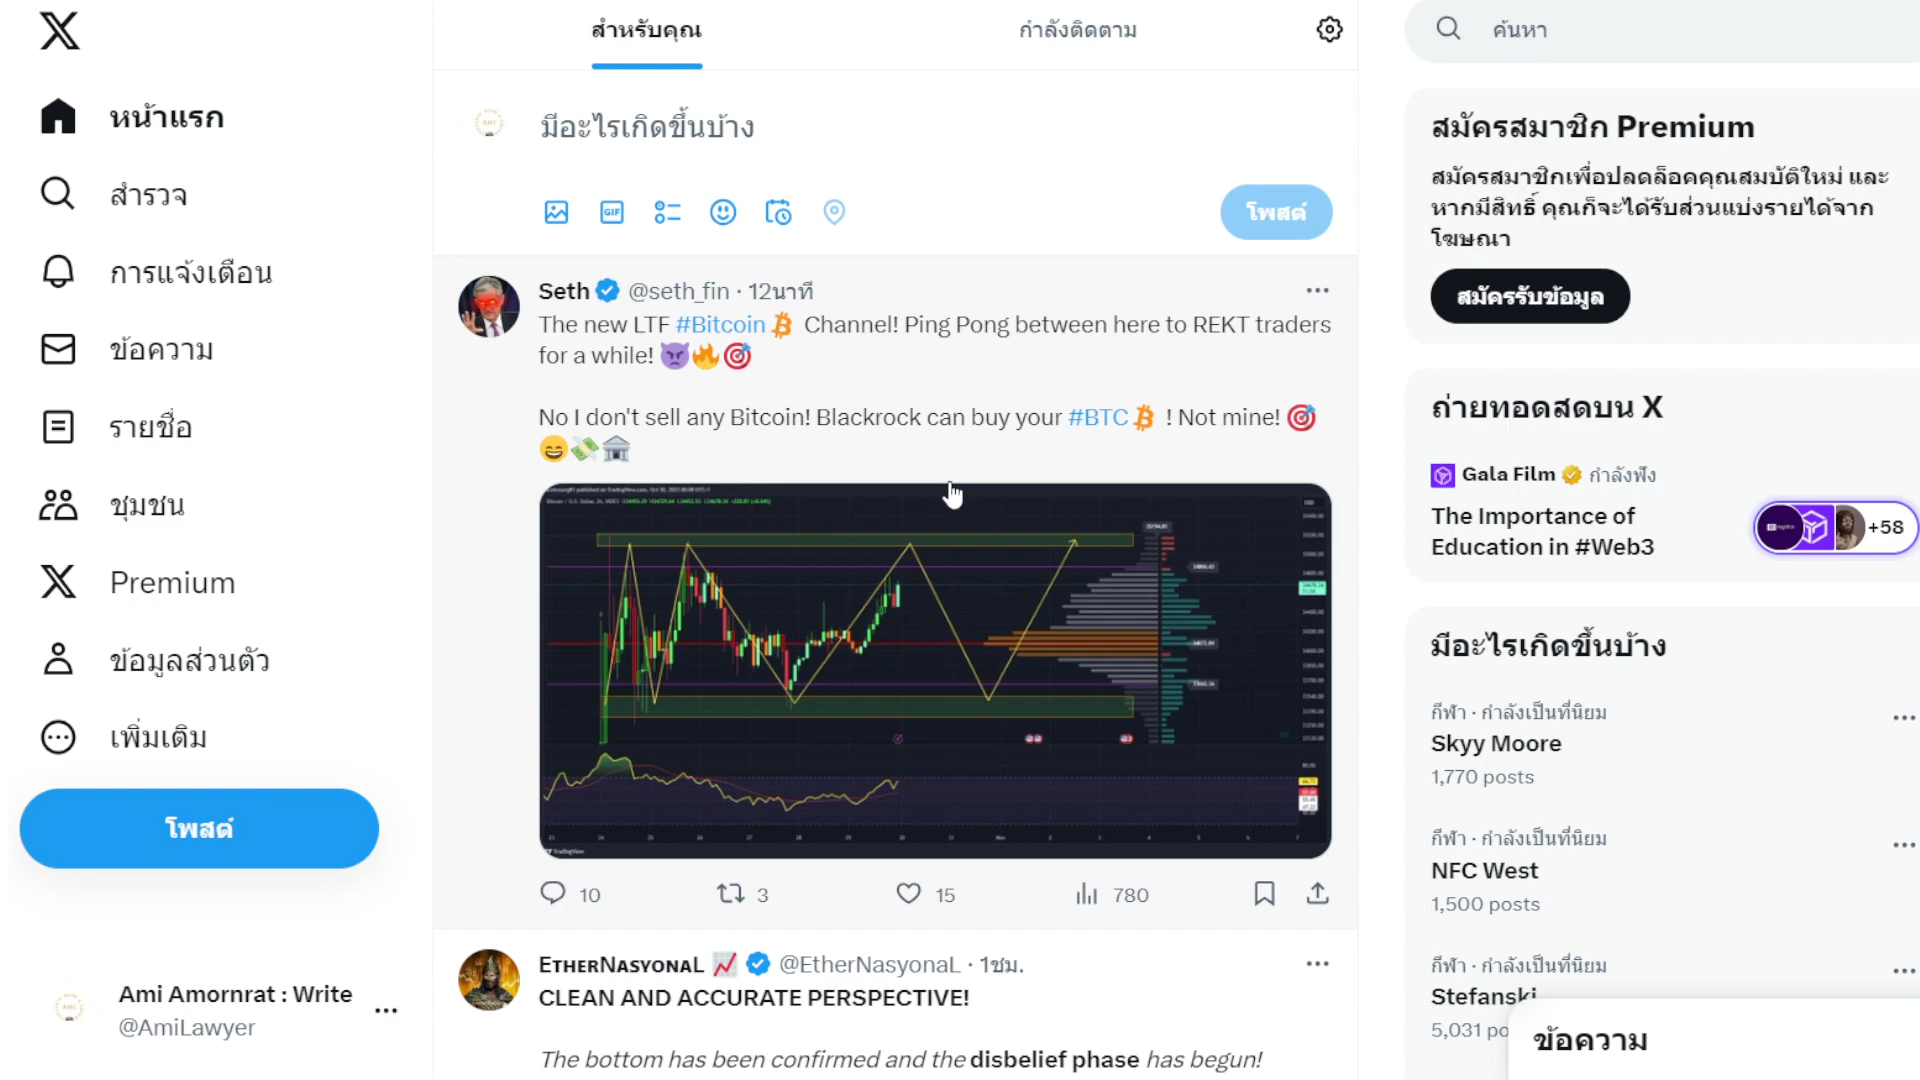 สำหรับคุณ
กำลังติดตาม
ค้นหา
หน้าแรก
สำรวจ
การแจ้งเตือน
ข้อความ
รายชื่อ
ชุมชน
Premium
ข้อมูลส่วนตัว
เพิ่มเติม
โพสต์
Ami Amornrat : Write
@AmiLawyer
AMI
มีอะไรเกิดขึ้นบ้าง
GIF
โพสต์
Seth @seth_fin · 12นาที
The new LTF #Bitcoin Channel! Ping Pong between here to REKT traders
for a while!
No I don't sell any Bitcoin! Blackrock can buy your #BTC ! Not mine!
TradingView
10
3
15
780
EtherNasyonaL @EtherNasyonaL · 1ชม.
CLEAN AND ACCURATE PERSPECTIVE!
The bottom has been confirmed and the disbelief phase has begun!
สมัครสมาชิก Premium
สมัครสมาชิกเพื่อปลดล็อคคุณสมบัติใหม่ และ
หากมีสิทธิ์ คุณก็จะได้รับส่วนแบ่งรายได้จาก
โฆษณา
สมัครรับข้อมูล
ถ่ายทอดสดบน X
Gala Film กำลังฟัง
The Importance of
Education in #Web3
+58
มีอะไรเกิดขึ้นบ้าง
กีฬา · กำลังเป็นที่นิยม
Skyy Moore
1,770 posts
กีฬา · กำลังเป็นที่นิยม
NFC West
1,500 posts
กีฬา · กำลังเป็นที่นิยม
Stefanski
5,031 po
ข้อความ